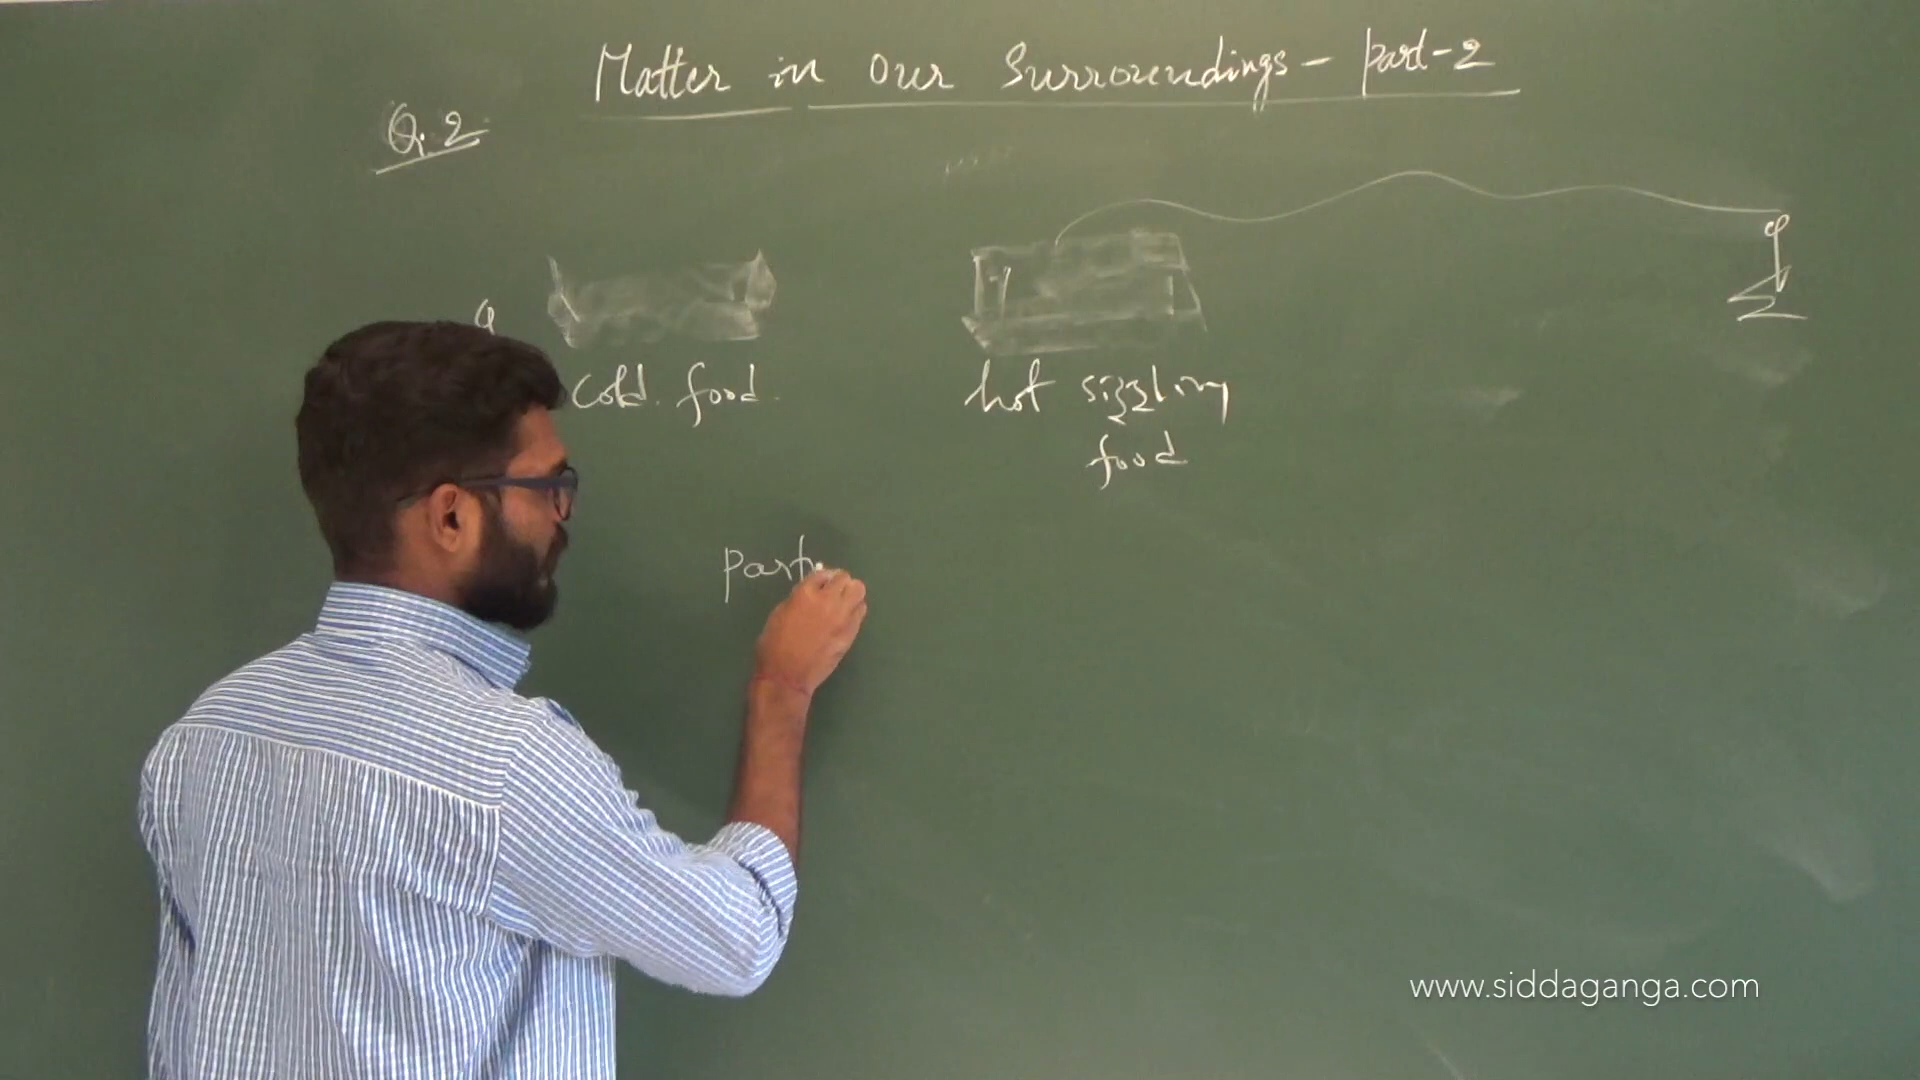 Matter in Our Surroundings - Part-2
Q.2
cold food
hot sizzling
food
Part
www.siddaganga.com